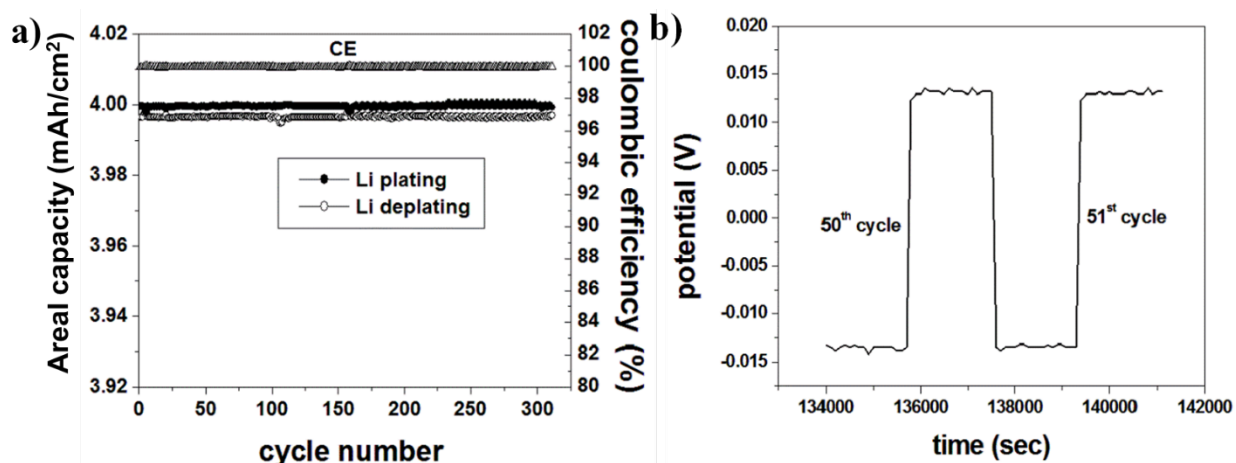 a)
Areal capacity (mAh/cm²)
4.02
4.00
3.98
3.96
3.94
3.92
CE
Li plating
Li deplating
0 50 100 150 200 250 300
cycle number
102
100
98
96
94
92
90
88
86
84
82
80
coulombic efficiency (%)
b)
potential (V)
0.020
0.015
0.010
0.005
0.000
-0.005
-0.010
-0.015
50th cycle
51st cycle
134000 136000 138000 140000 142000
time (sec)